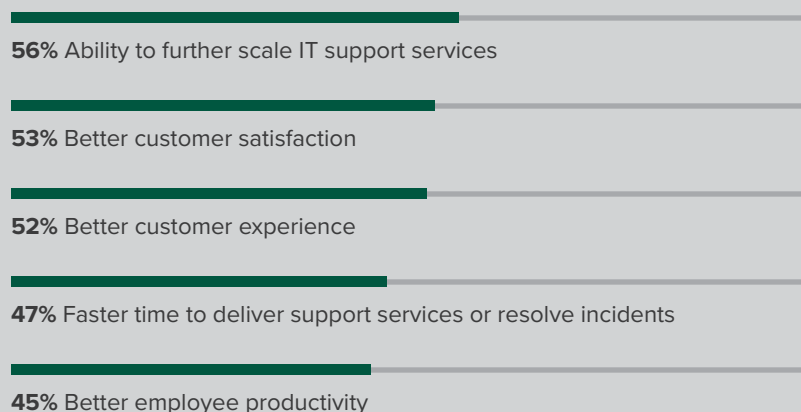 56% Ability to further scale IT support services
53% Better customer satisfaction
52% Better customer experience
47% Faster time to deliver support services or resolve incidents
45% Better employee productivity